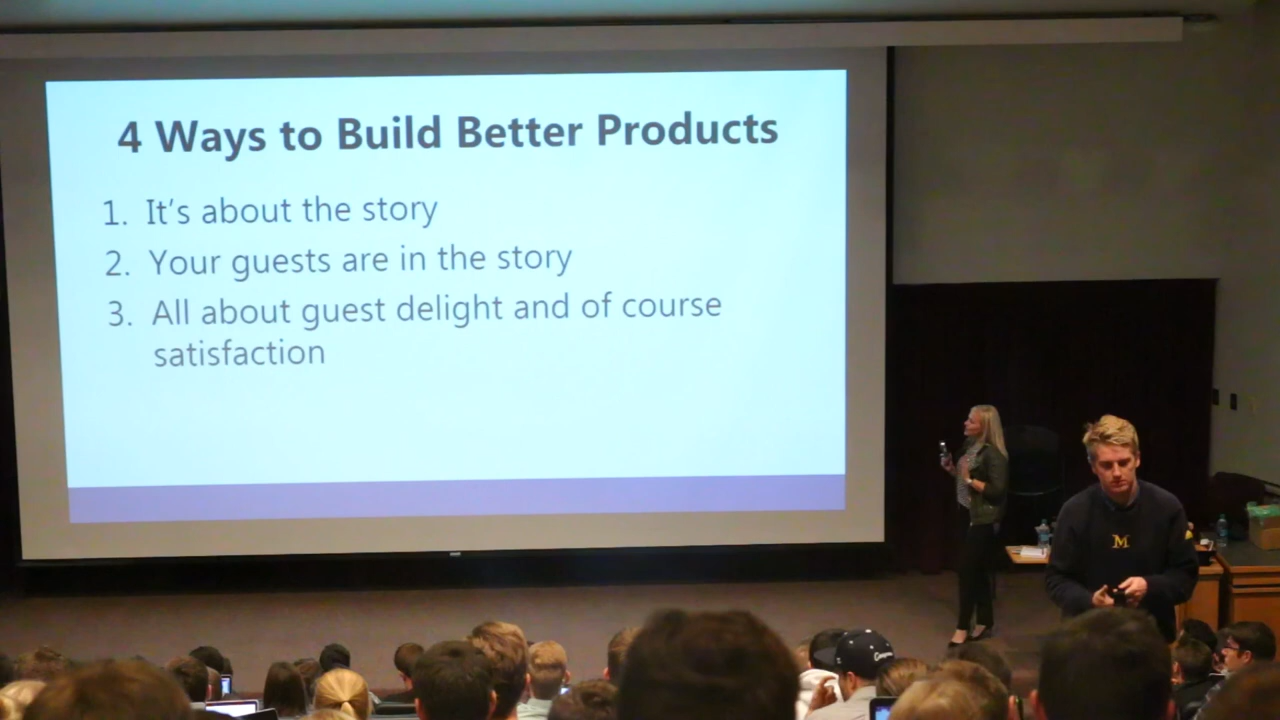 4 Ways to Build Better Products
1. It's about the story
2. Your guests are in the story
3. All about guest delight and of course
satisfaction
M